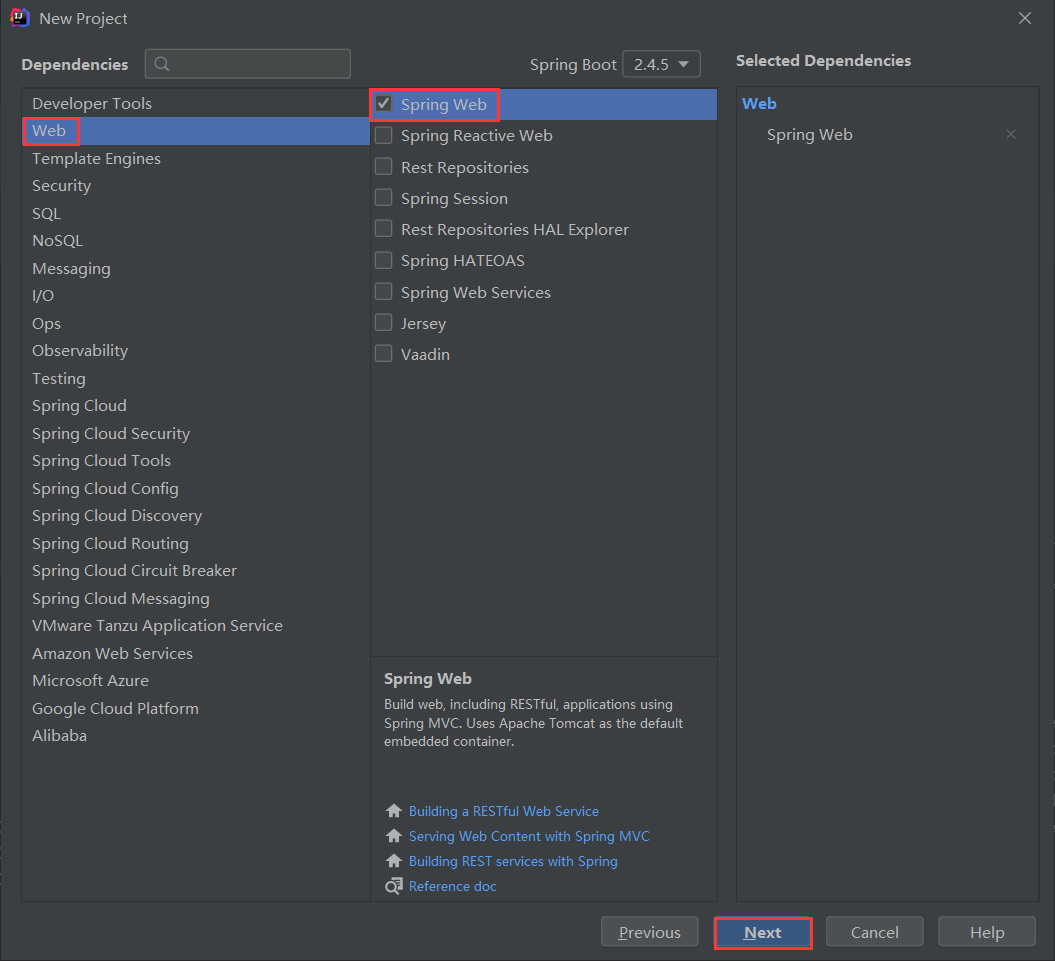 New Project
Dependencies
Spring Boot 2.4.5
Selected Dependencies
Developer Tools
Web
Template Engines
Security
SQL
NoSQL
Messaging
I/O
Ops
Observability
Testing
Spring Cloud
Spring Cloud Security
Spring Cloud Tools
Spring Cloud Config
Spring Cloud Discovery
Spring Cloud Routing
Spring Cloud Circuit Breaker
Spring Cloud Messaging
VMware Tanzu Application Service
Amazon Web Services
Microsoft Azure
Google Cloud Platform
Alibaba
Spring Web
Spring Reactive Web
Rest Repositories
Spring Session
Rest Repositories HAL Explorer
Spring HATEOAS
Spring Web Services
Jersey
Vaadin
Spring Web
Build web, including RESTful, applications using
Spring MVC. Uses Apache Tomcat as the default
embedded container.
Building a RESTful Web Service
Serving Web Content with Spring MVC
Building REST services with Spring
Reference doc
Web
Spring Web
Previous
Next
Cancel
Help